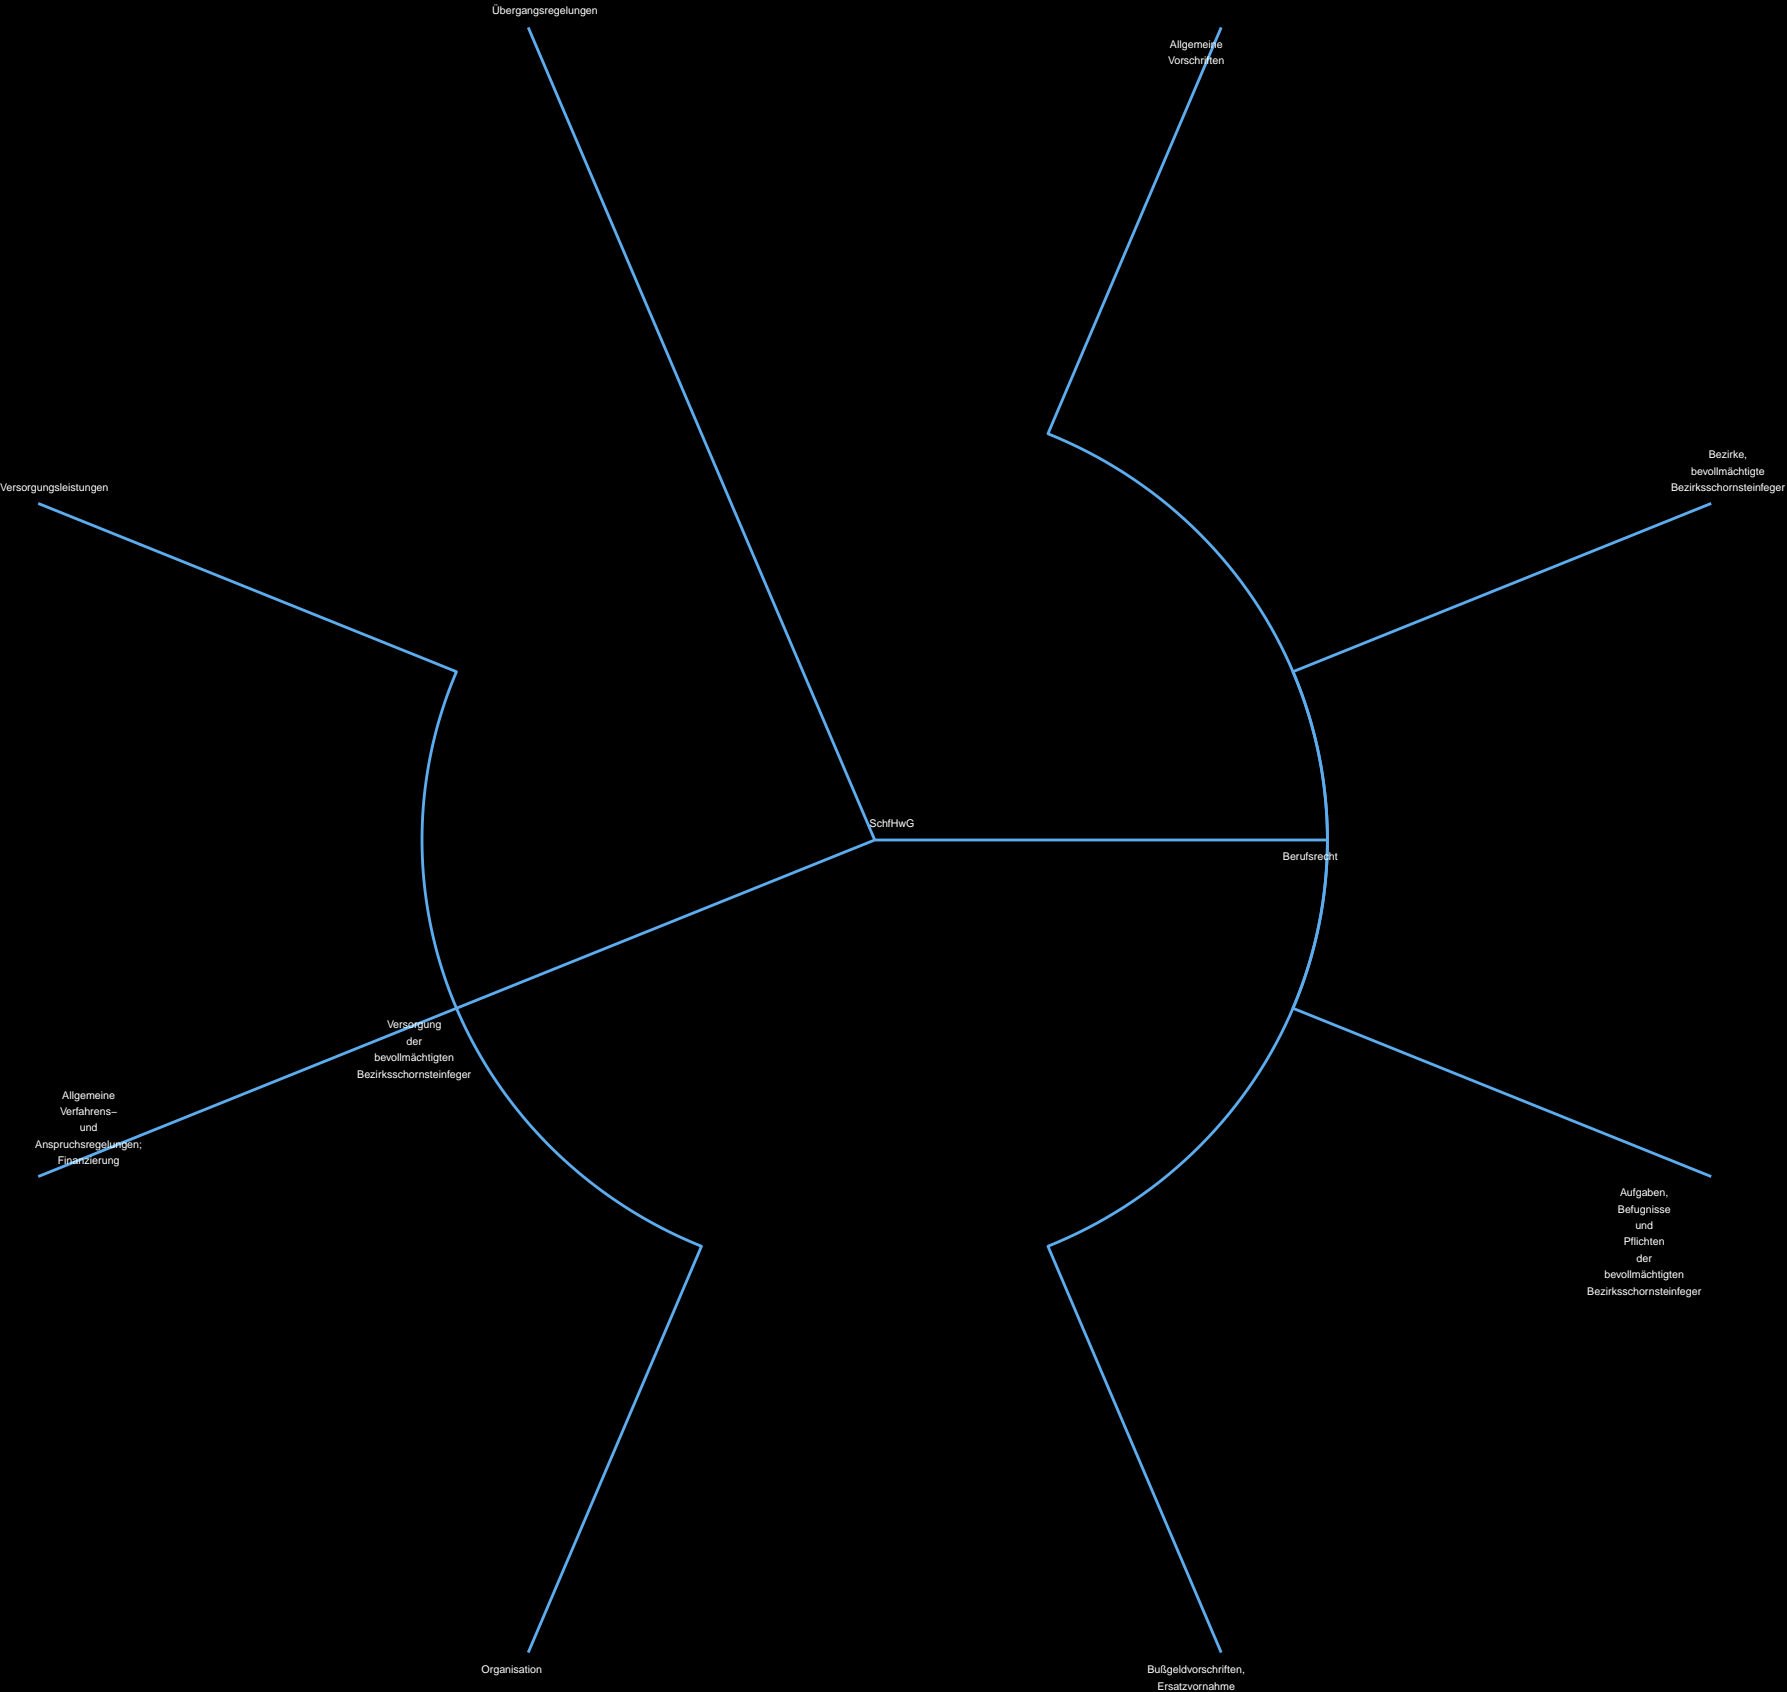 Übergangsregelungen
Allgemeine
Vorschriften
Bezirke,
bevollmächtigte
Bezirksschornsteinfeger
Versorgungsleistungen
SchfHwG
Berufsrecht
Versorgung
der
bevollmächtigten
Bezirksschornsteinfeger
Allgemeine
Verfahrens–
und
Anspruchsregelungen;
Finanzierung
Aufgaben,
Befugnisse
und
Pflichten
der
bevollmächtigten
Bezirksschornsteinfeger
Organisation
Bußgeldvorschriften,
Ersatzvornahme